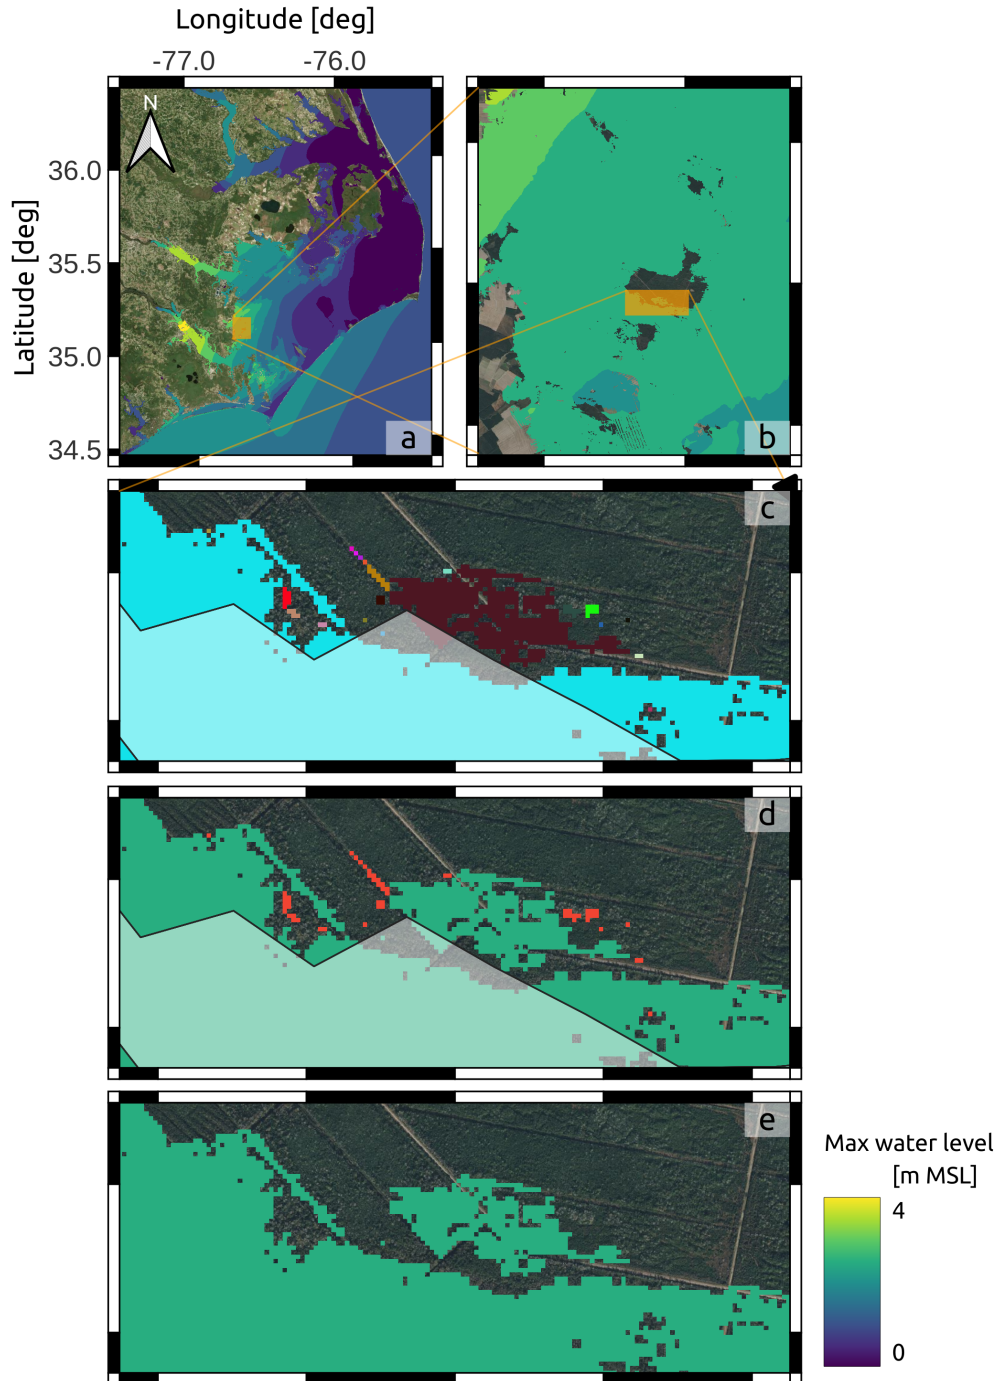 Longitude [deg]
-77.0 -76.0
N
36.0
35.5
35.0
34.5
Latitude [deg]
a
b
c
d
e
Max water level
[m MSL]
4
0